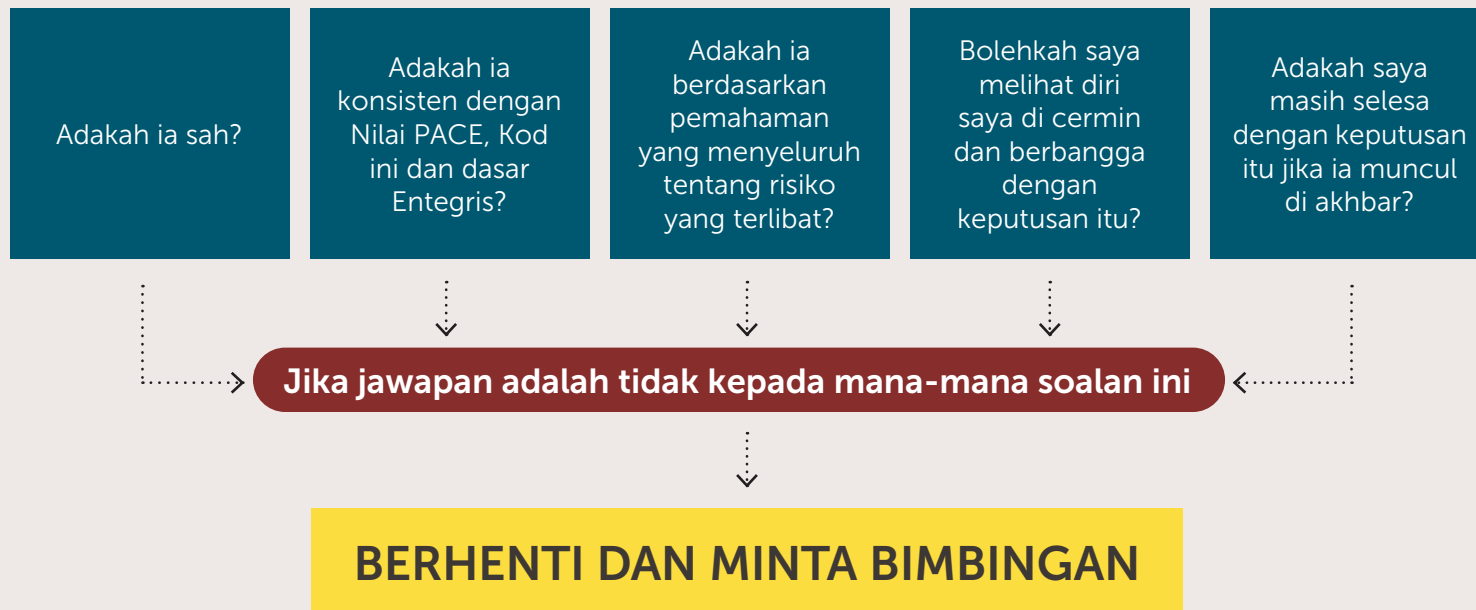 Adakah ia sah?
Adakah ia
konsisten dengan
Nilai PACE, Kod
ini dan dasar
Entegris?
Adakah ia
berdasarkan
pemahaman
yang menyeluruh
tentang risiko
yang terlibat?
Bolehkah saya
melihat diri
saya di cermin
dan berbangga
dengan
keputusan itu?
Adakah saya
masih selesa
dengan keputusan
itu jika ia muncul
di akhbar?
Jika jawapan adalah tidak kepada mana-mana soalan ini
BERHENTI DAN MINTA BIMBINGAN